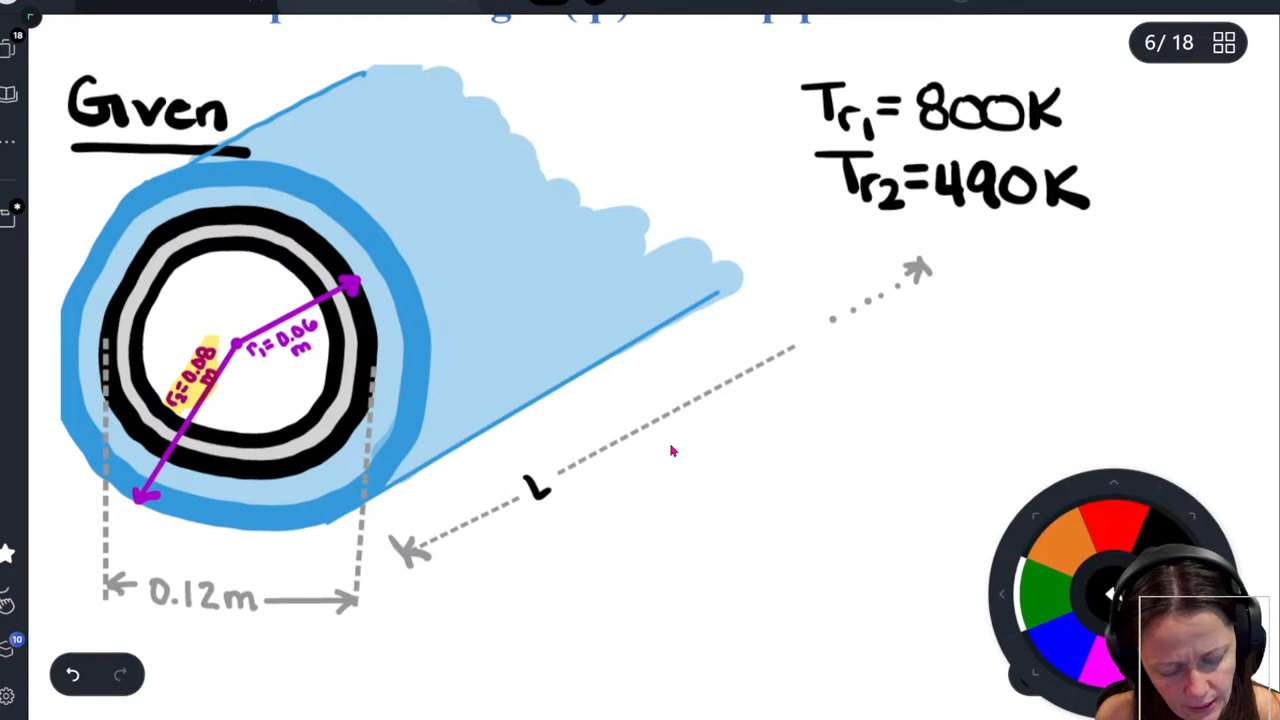 18
6/ 18
Given
Tr1 = 800K
Tr2 = 490K
r1 = 0.06
m
r2 = 0.08
m
L
0.12m
10